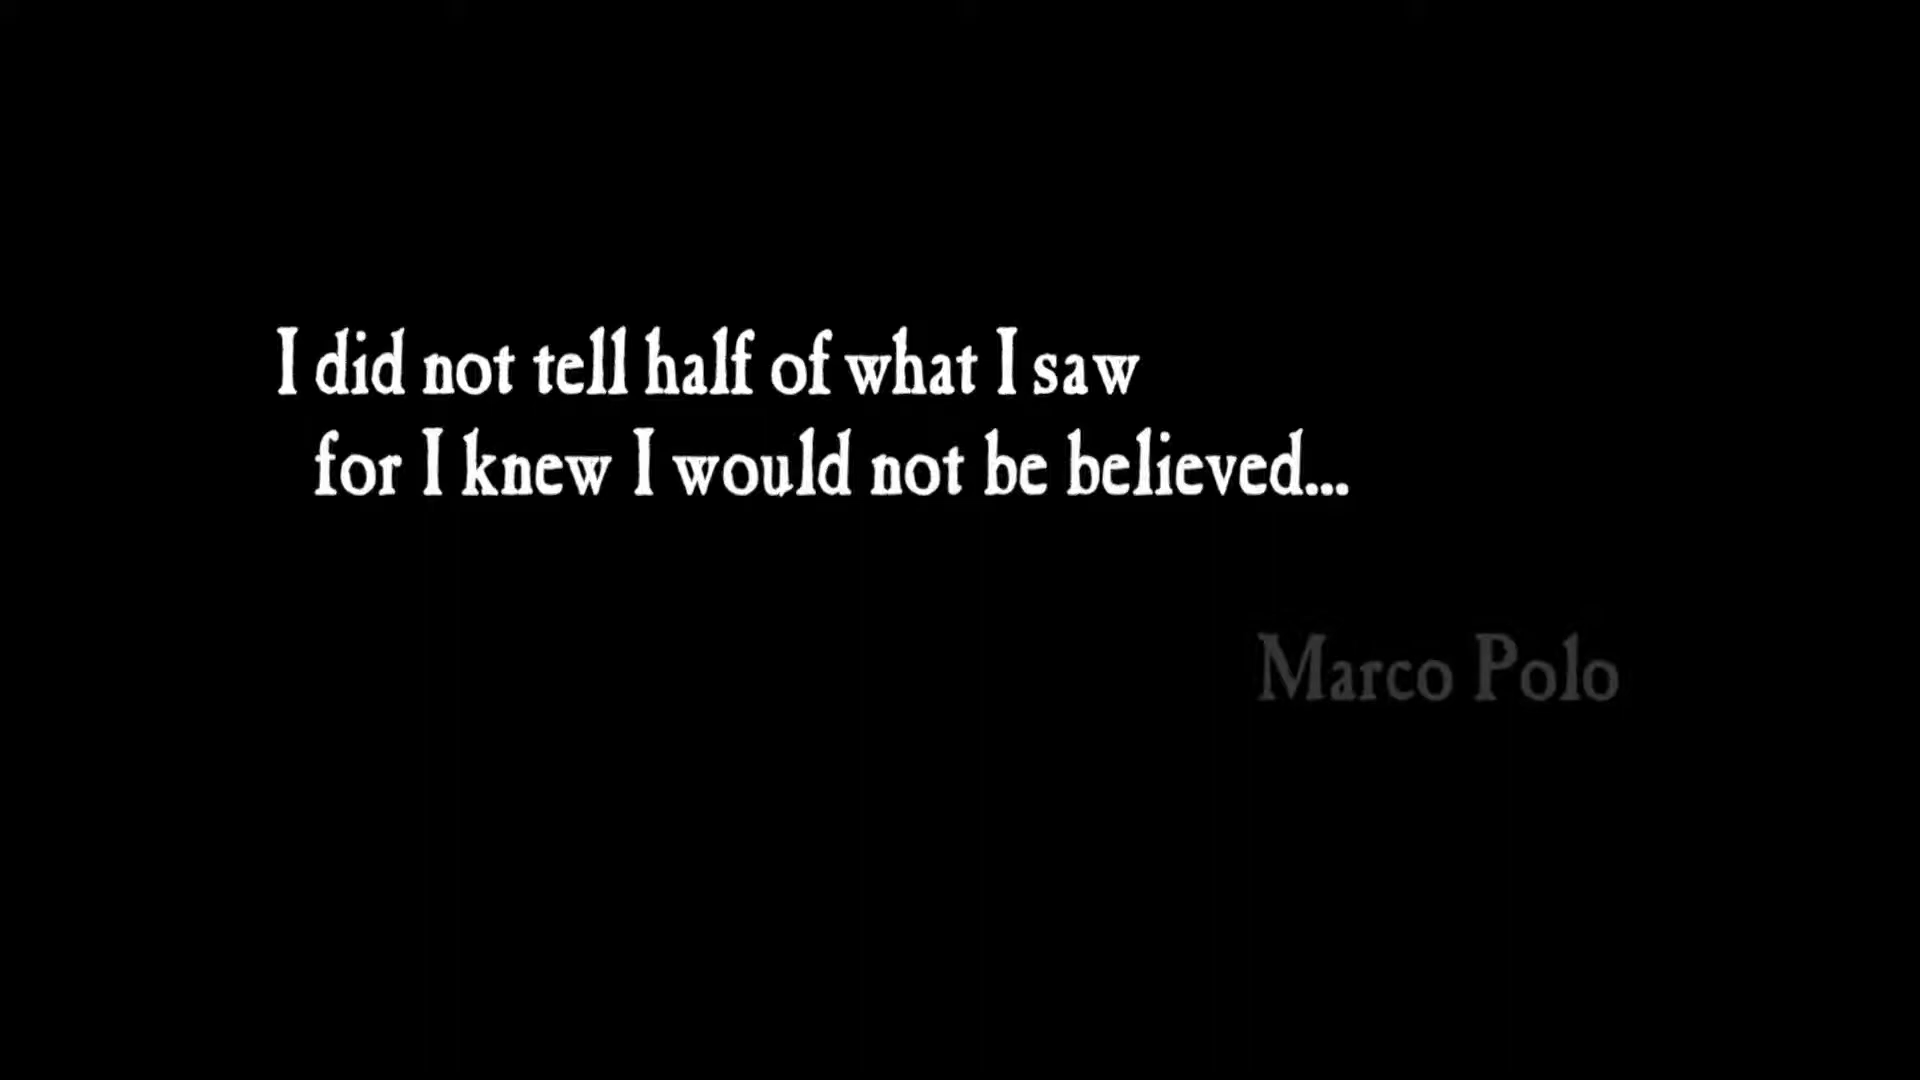 I did not tell half of what I saw
for I knew I would not be believed...
Marco Polo